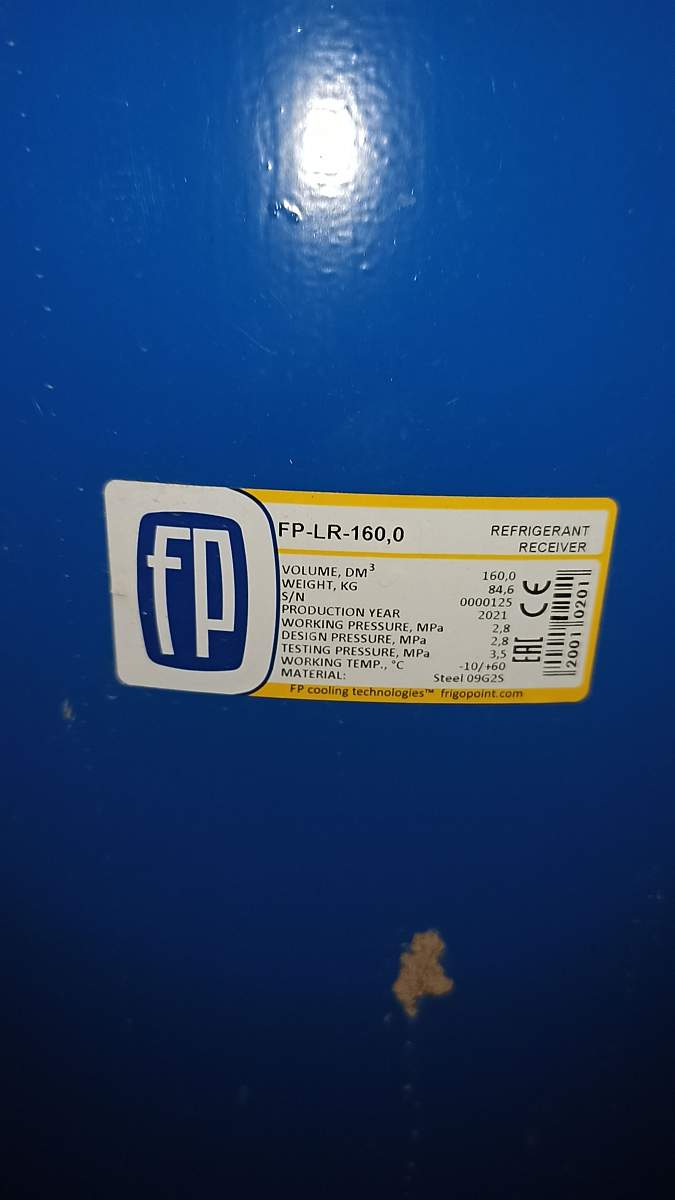 FP
FP-LR-160,0
REFRIGERANT
RECEIVER
VOLUME, DM³ 160,0
WEIGHT, KG 84,6
S/N 0000125
PRODUCTION YEAR 2021
WORKING PRESSURE, MPa 2,8
DESIGN PRESSURE, MPa 2,8
TESTING PRESSURE, MPa 3,5
WORKING TEMP., °C -10/+60
MATERIAL: Steel 09G2S
EAC CE
2001 0201
FP cooling technologies™ frigopoint.com